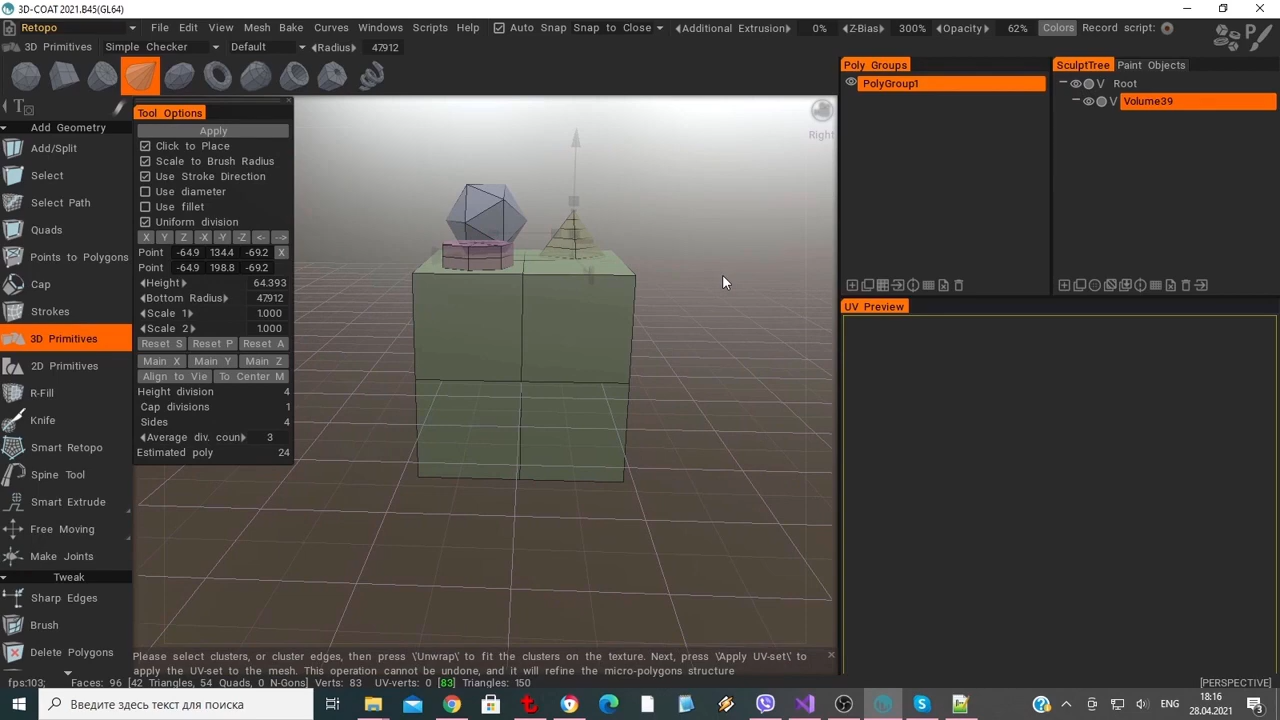 3D-COAT 2021.B45(GL64)
Retopo File Edit View Mesh Bake Curves Windows Scripts Help Auto Snap Snap to Close Additional Extrusion 0% Z-Bias 300% Opacity 62% Colors Record script:
3D Primitives Simple Checker Default Radius 47.912
Poly Groups
PolyGroup1
SculptTree Paint Objects
V Root
V Volume39
UV Preview
Add Geometry
Add/Split
Select
Select Path
Quads
Points to Polygons
Cap
Strokes
3D Primitives
2D Primitives
R-Fill
Knife
Smart Retopo
Spine Tool
Smart Extrude
Free Moving
Make Joints
Tweak
Sharp Edges
Brush
Delete Polygons
Tool Options
Apply
Click to Place
Scale to Brush Radius
Use Stroke Direction
Use diameter
Use fillet
Uniform division
X Y Z -X -Y -Z <- -->
Point -64.9 134.4 -69.2 X
Point -64.9 198.8 -69.2
Height 64.393
Bottom Radius 47.912
Scale 1 1.000
Scale 2 1.000
Reset S Reset P Reset A
Main X Main Y Main Z
Align to Vie To Center M
Height division 4
Cap divisions 1
Sides 4
Average div. coun 3
Estimated poly 24
Right
Please select clusters, or cluster edges, then press \'Unwrap\' to fit the clusters on the texture. Next, press \'Apply UV-set\' to
apply the UV-set to the mesh. This operation cannot be undone, and it will refine the micro-polygons structure
fps:103; Faces: 96 [42 Triangles, 54 Quads, 0 N-Gons] Verts: 83 UV-verts: 0 [83] Triangles: 150 [PERSPECTIVE]
Введите здесь текст для поиска
ENG
18:16
28.04.2021
3